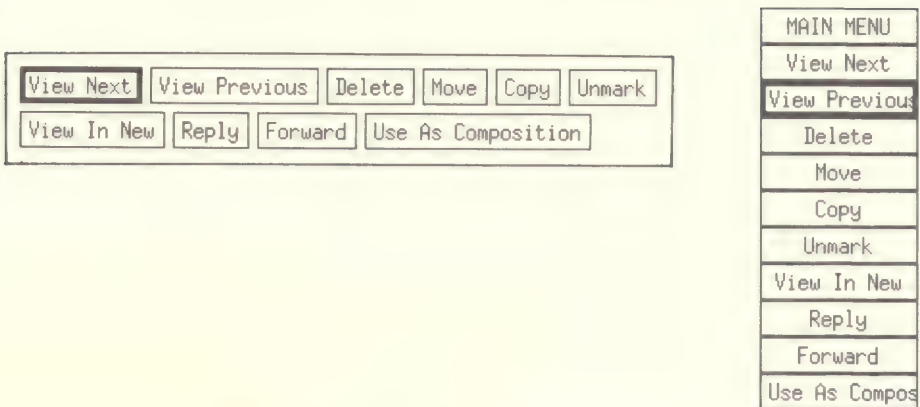 View Next View Previous Delete Move Copy Unmark
View In New Reply Forward Use As Composition
MAIN MENU
View Next
View Previous
Delete
Move
Copy
Unmark
View In New
Reply
Forward
Use As Compos